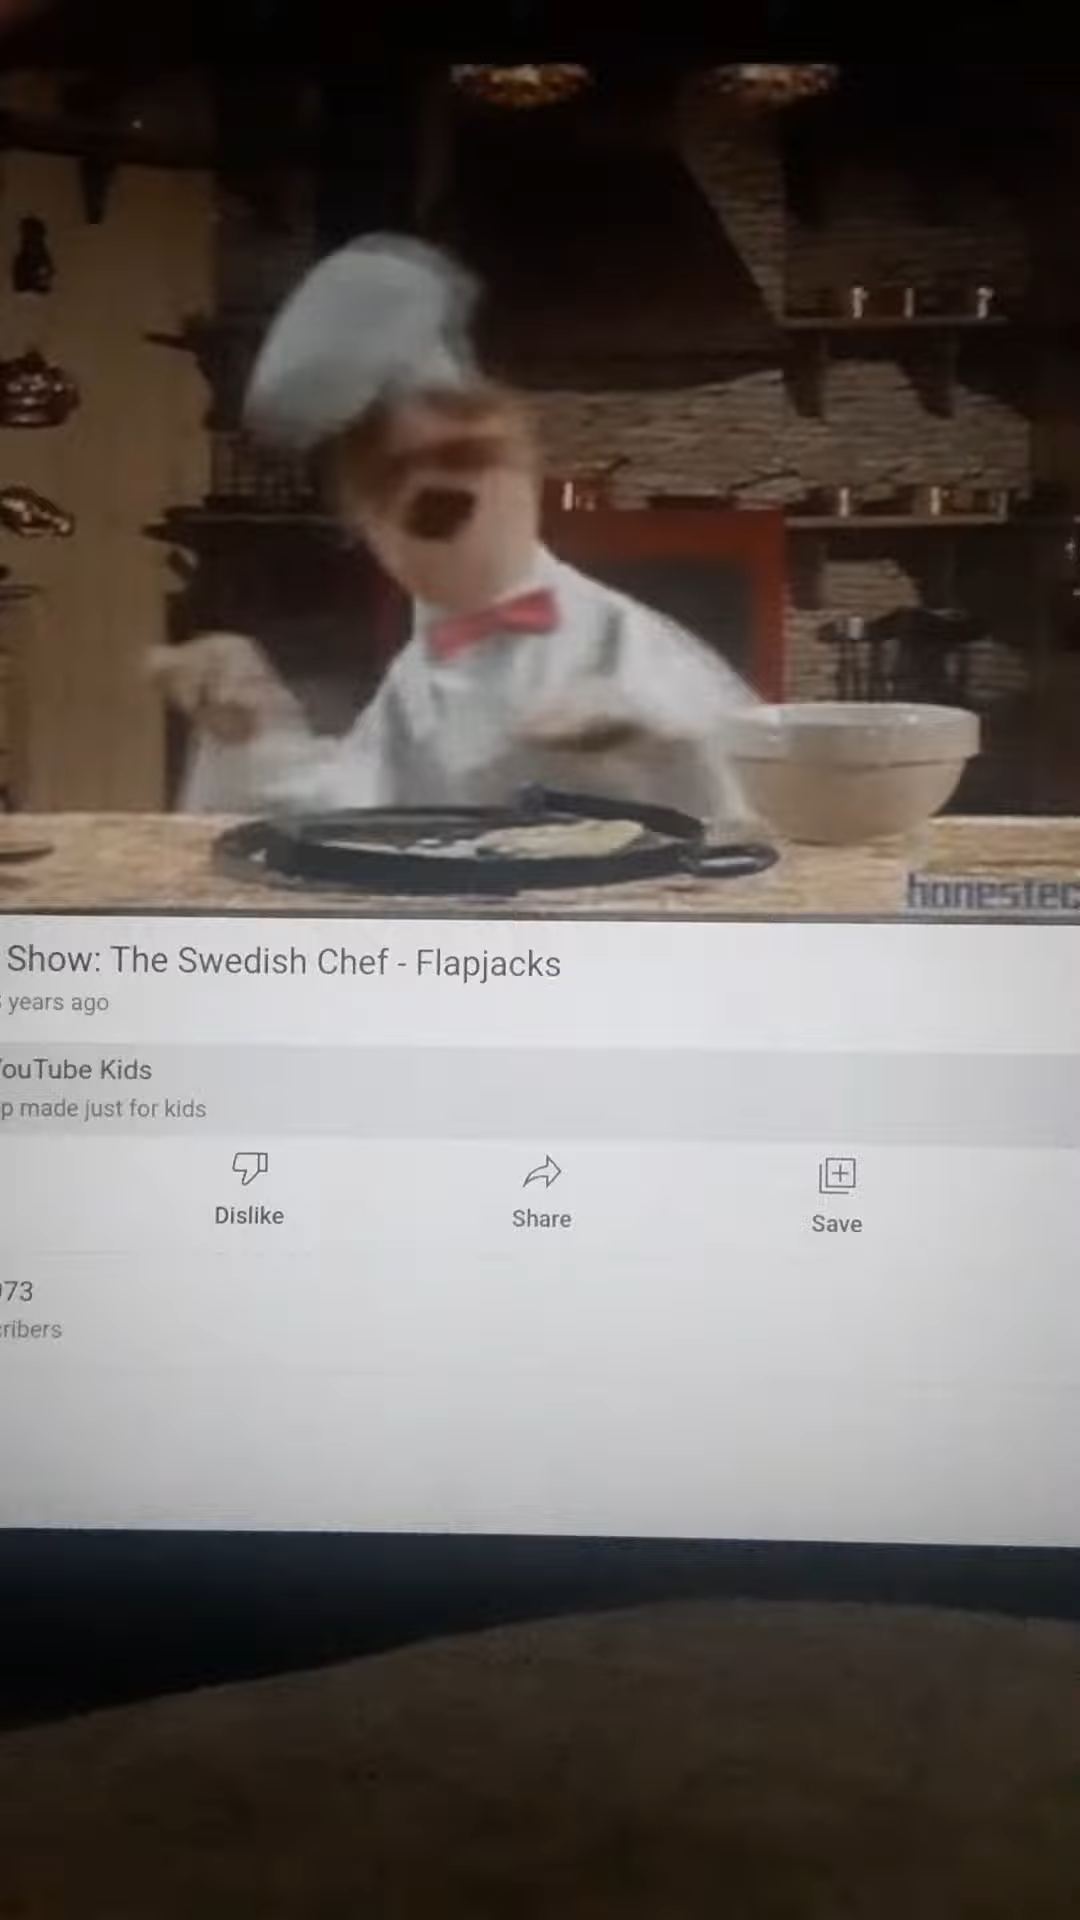 honestec
Show: The Swedish Chef - Flapjacks
years ago
ouTube Kids
p made just for kids
Dislike
Share
Save
73
ribers